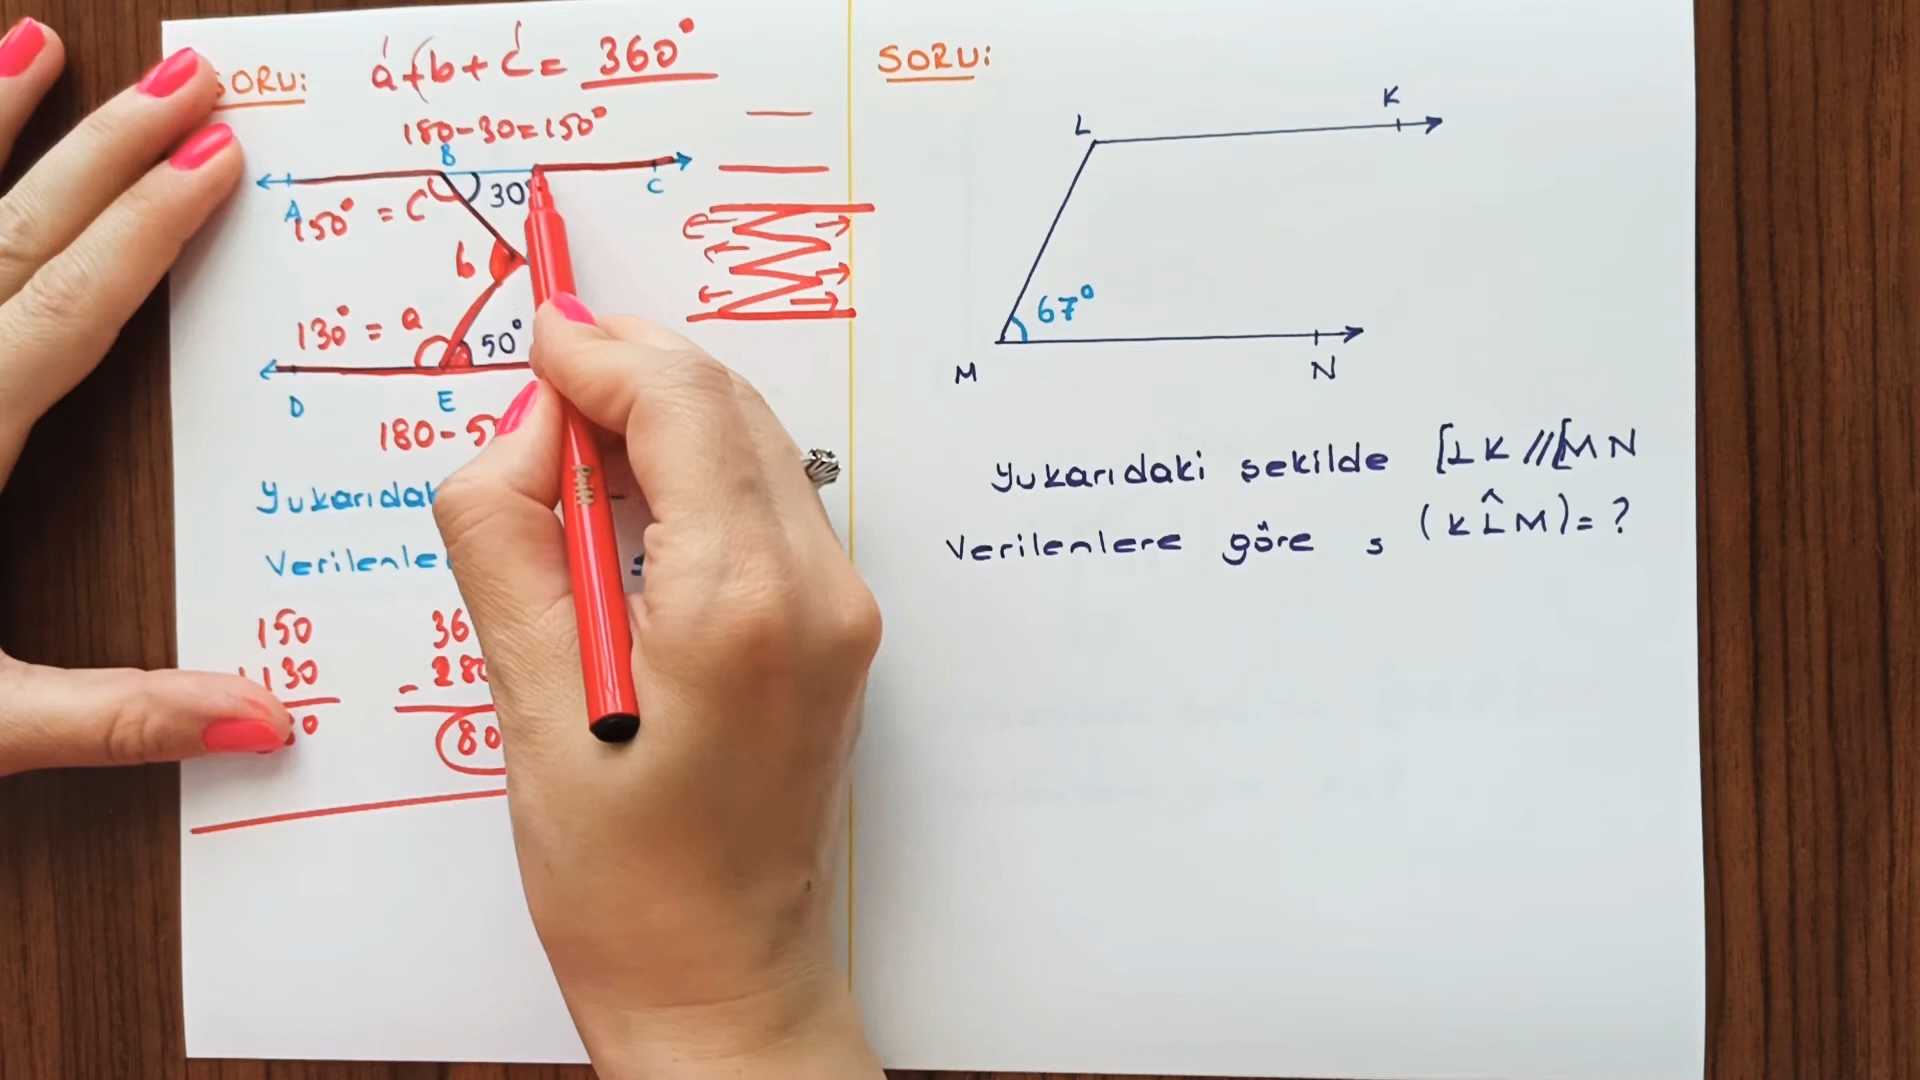 SORU:
a+b+c= 360°
180-30=150°
B
A
C
150° = C
30
b
130° = a
50°
D
E
180-5
Yukarıdak
Verilenle
150
130
36
- 280
80
SORU:
L
K
67°
M
N
Yukarıdaki şekilde [LK//[MN
Verilenlere göre s (KL̂M)=?